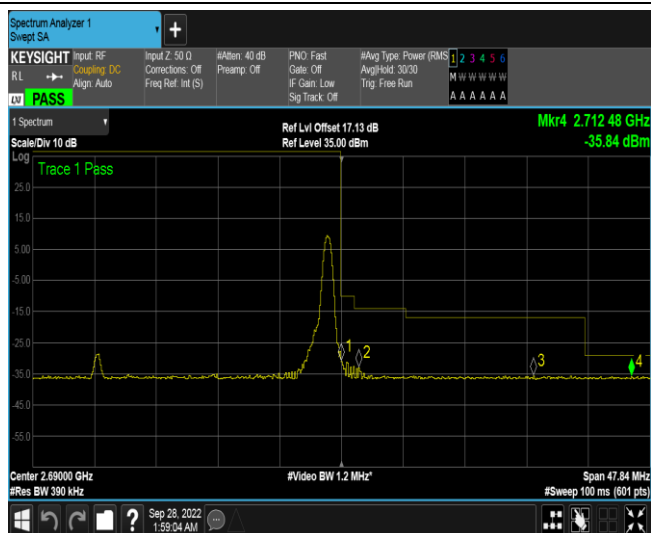 Spectrum Analyzer 1
Swept SA
KEYSIGHT
RL
LXI PASS
Input: RF
Coupling: DC
Align: Auto
Input Z: 50 Ω
Corrections: Off
Freq Ref: Int (S)
#Atten: 40 dB
Preamp: Off
PNO: Fast
Gate: Off
IF Gain: Low
Sig Track: Off
#Avg Type: Power (RMS
Avg|Hold: 30/30
Trig: Free Run
1 2 3 4 5 6
M W W W W W
A A A A A A
1 Spectrum
Scale/Div 10 dB
Ref Lvl Offset 17.13 dB
Ref Level 35.00 dBm
Mkr4 2.712 48 GHz
-35.84 dBm
Log
Trace 1 Pass
25.0
15.0
5.00
-5.00
-15.0
-25.0
-35.0
-45.0
-55.0
1
2
3
4
Center 2.69000 GHz
#Res BW 390 kHz
#Video BW 1.2 MHz*
Span 47.84 MHz
#Sweep 100 ms (601 pts)
?
Sep 28, 2022
1:59:04 AM